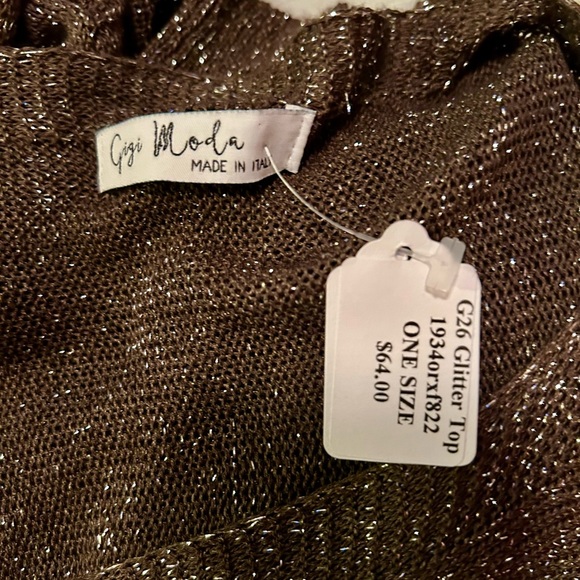 Gigi Moda
MADE IN ITAL
G26 Glitter Top
1934orxf822
ONE SIZE
$64.00